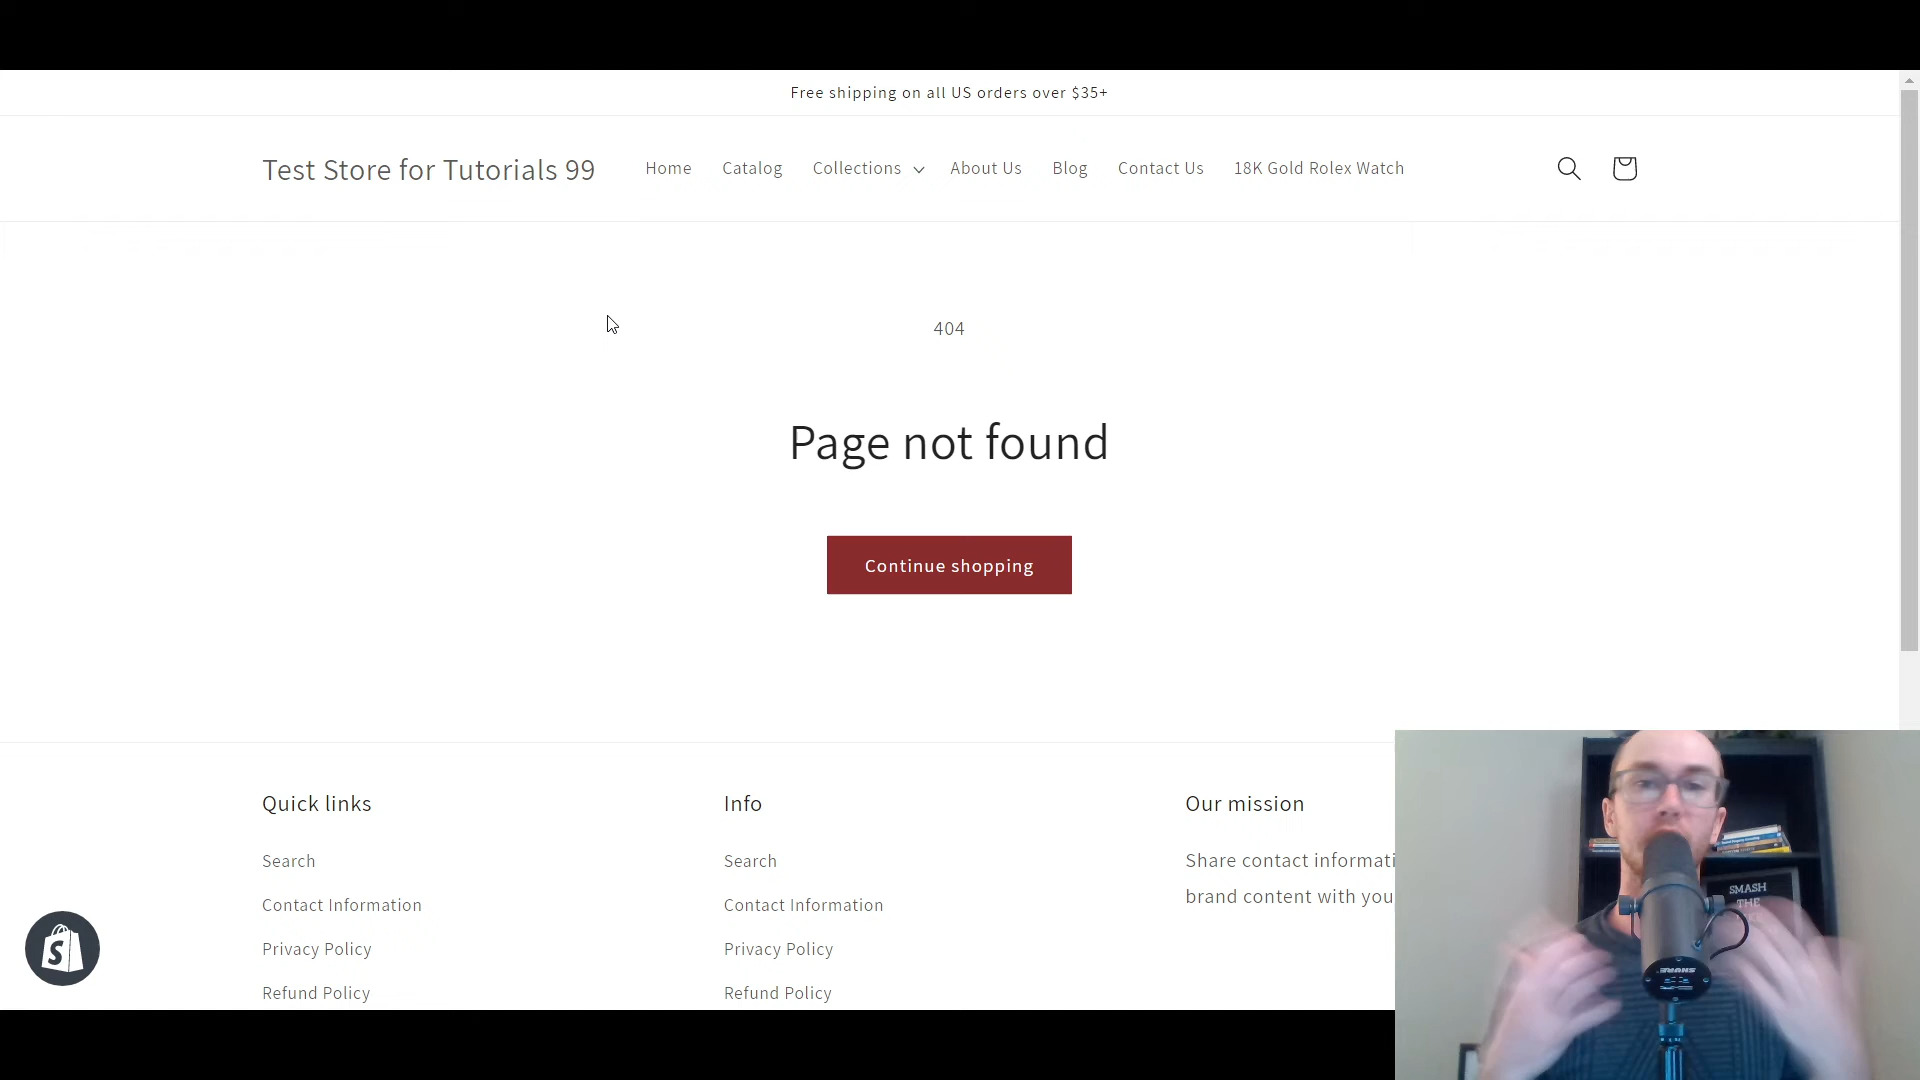 Free shipping on all US orders over $35+
Test Store for Tutorials 99
Home
Catalog
Collections
About Us
Blog
Contact Us
18K Gold Rolex Watch
404
Page not found
Continue shopping
Quick links
Search
Contact Information
Privacy Policy
Refund Policy
Info
Search
Contact Information
Privacy Policy
Refund Policy
Our mission
Share contact informati
brand content with you
SMASH
THE
SHURE